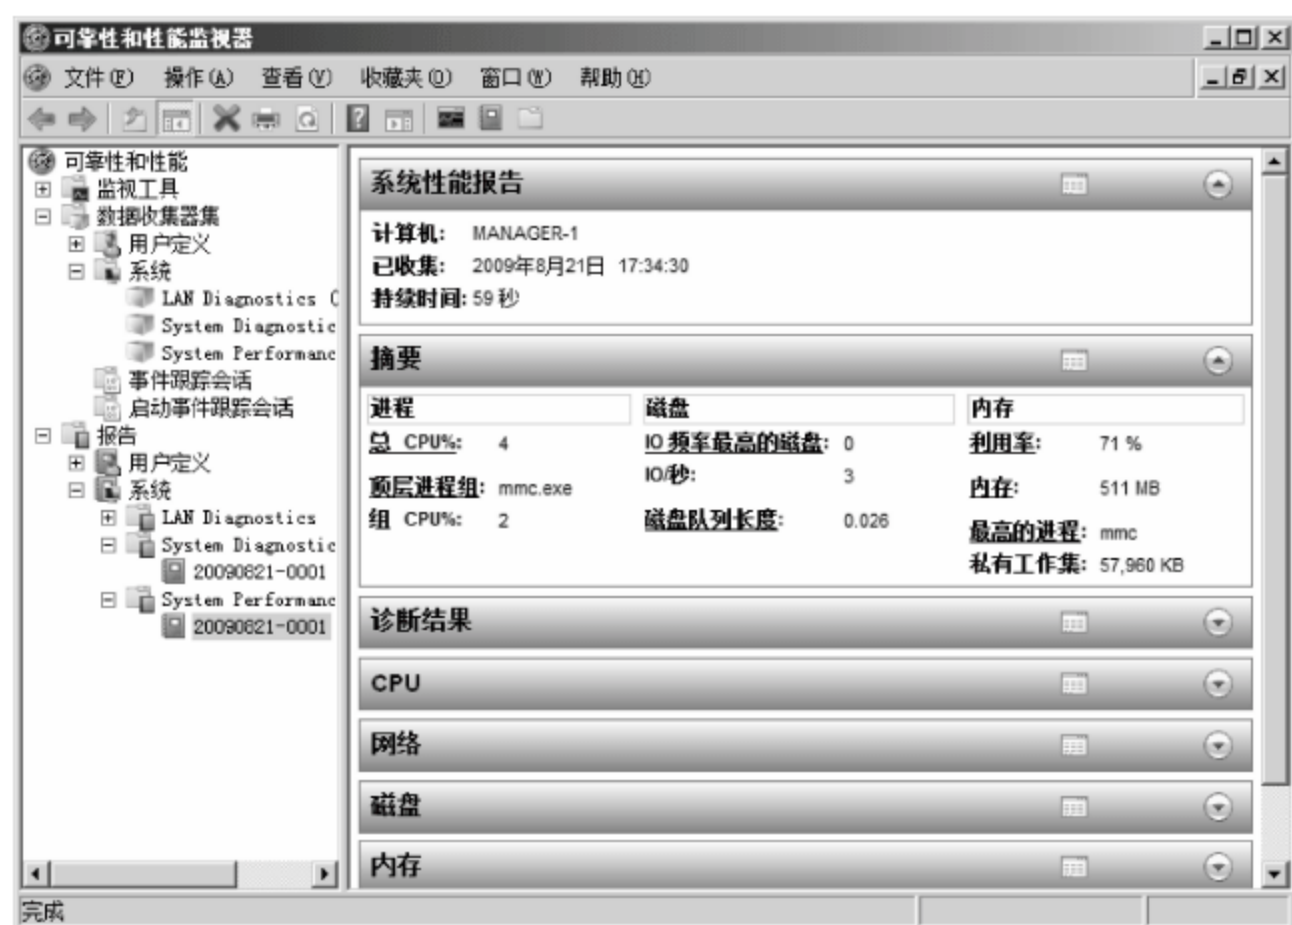 可靠性和性能监视器
文件(F) 操作(A) 查看(V) 收藏夹(O) 窗口(W) 帮助(H)
可靠性和性能
监视工具
数据收集器集
用户定义
系统
LAN Diagnostics (
System Diagnostic
System Performanc
事件跟踪会话
启动事件跟踪会话
报告
用户定义
系统
LAN Diagnostics
System Diagnostic
20090821-0001
System Performanc
20090821-0001
系统性能报告
计算机: MANAGER-1
已收集: 2009年8月21日 17:34:30
持续时间: 59 秒
摘要
进程
总 CPU%: 4
顶层进程组: mmc.exe
组 CPU%: 2
磁盘
IO 频率最高的磁盘: 0
IO/秒: 3
磁盘队列长度: 0.026
内存
利用率: 71 %
内存: 511 MB
最高的进程: mmc
私有工作集: 57,960 KB
诊断结果
CPU
网络
磁盘
内存
完成